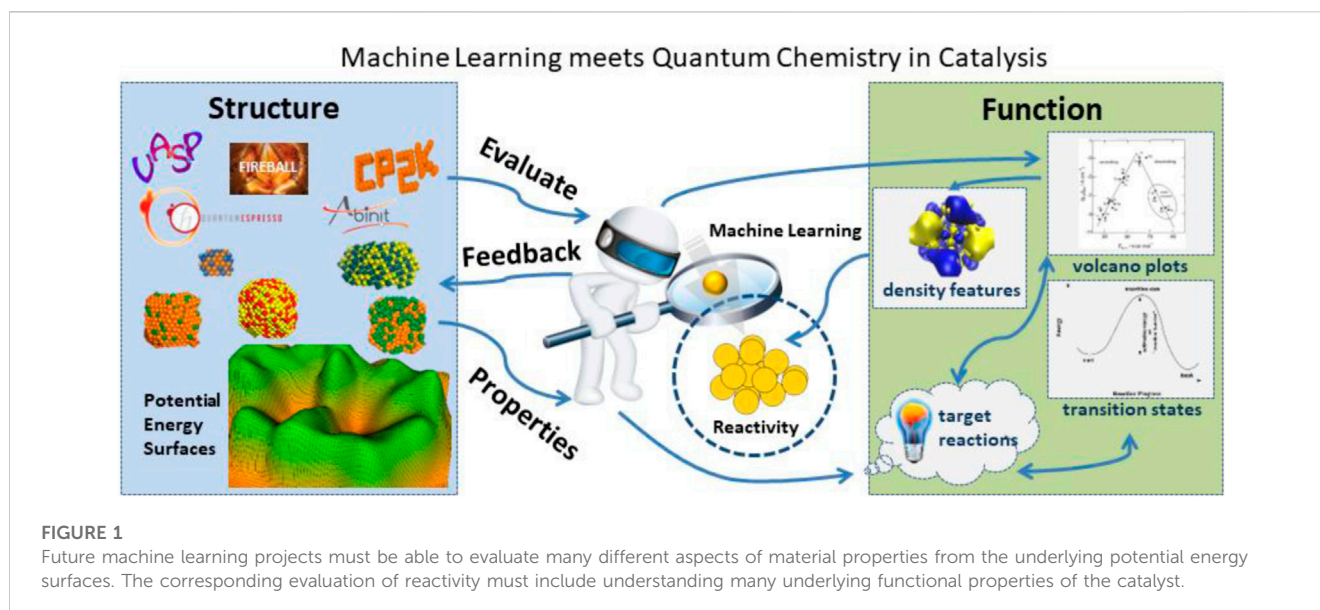 Machine Learning meets Quantum Chemistry in Catalysis
Structure
VASP
FIREBALL
CP2K
QUANTUMESPRESSO
Abinit
Potential
Energy
Surfaces
Evaluate
Feedback
Properties
Machine Learning
Reactivity
Function
density features
volcano plots
transition states
target
reactions
FIGURE 1
Future machine learning projects must be able to evaluate many different aspects of material properties from the underlying potential energy
surfaces. The corresponding evaluation of reactivity must include understanding many underlying functional properties of the catalyst.